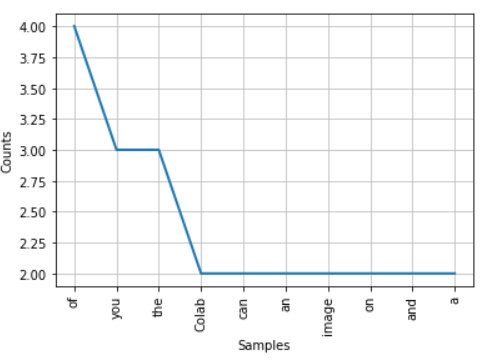 4.00
3.75
3.50
3.25
3.00
2.75
2.50
2.25
2.00
Counts
of
you
the
Colab
can
an
image
on
and
a
Samples